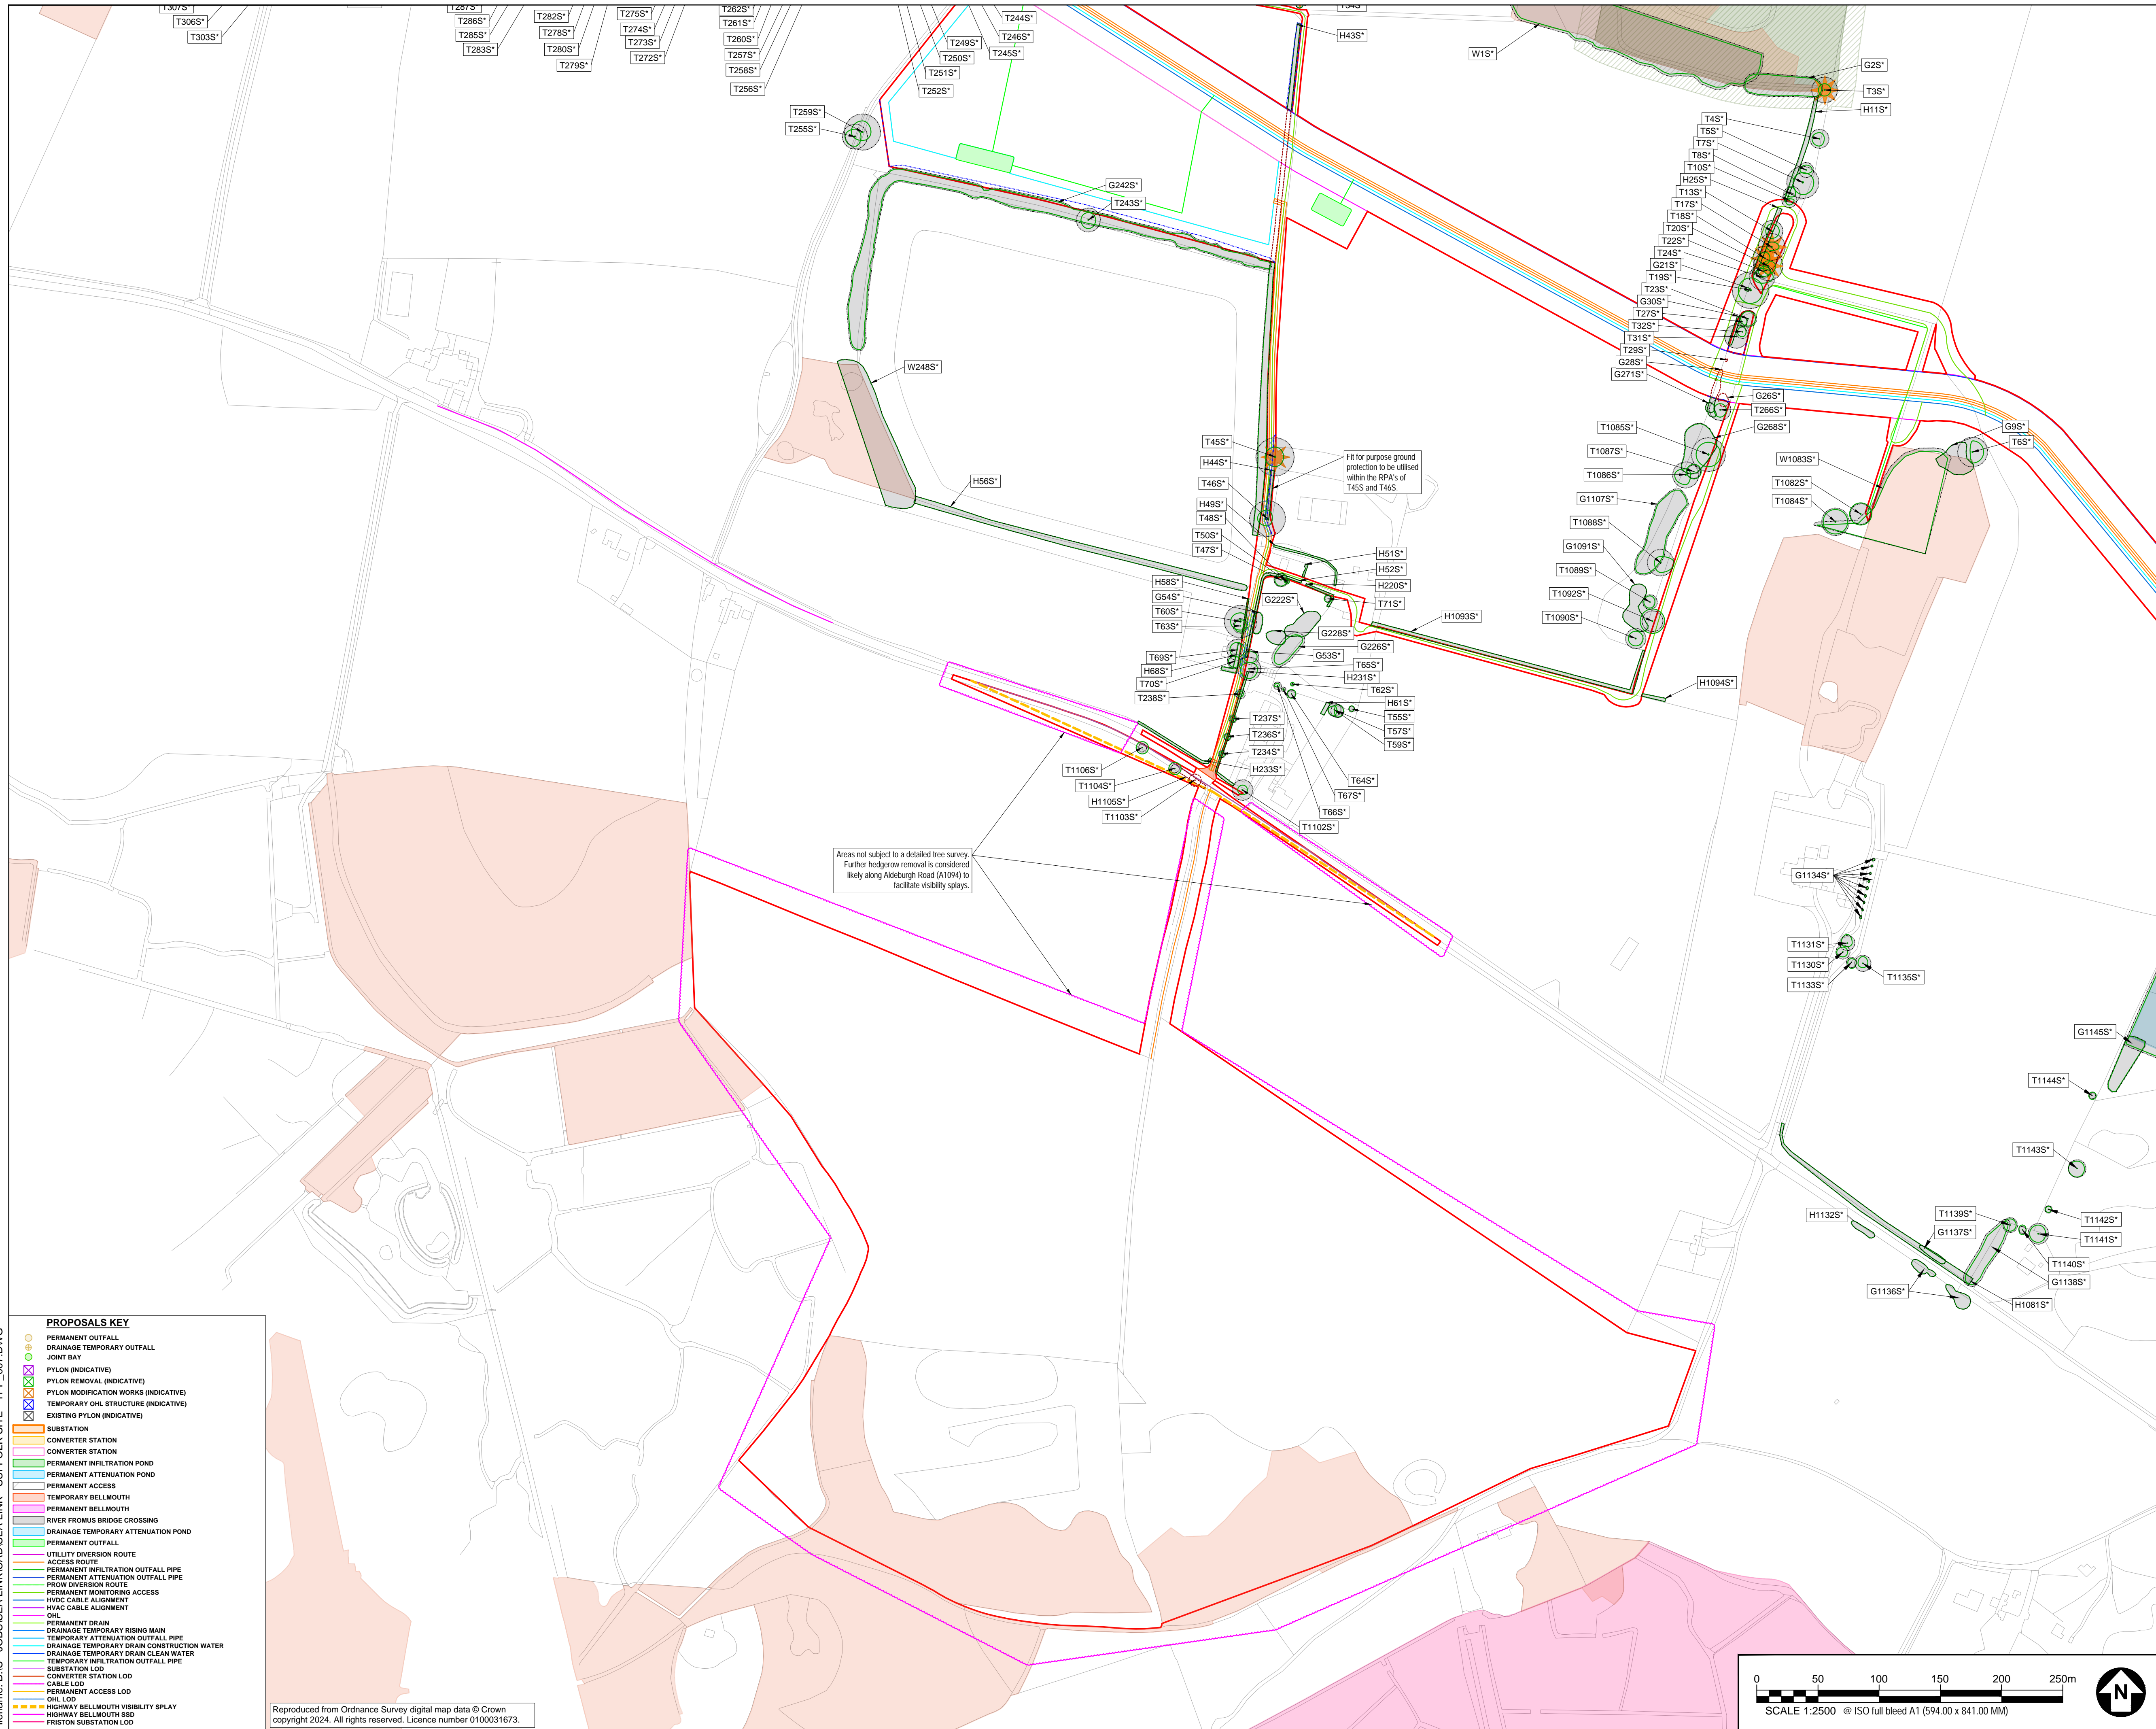 T307S*
T306S*
T303S*
T287S*
T286S*
T285S*
T283S*
T282S*
T278S*
T280S*
T279S*
T275S*
T274S*
T273S*
T272S*
T262S*
T261S*
T260S*
T257S*
T258S*
T256S*
T244S*
T246S*
T249S*
T245S*
T250S*
T251S*
T252S*
H43S*
W1S*
G2S*
T3S*
H11S*
T259S*
T255S*
T4S*
T5S*
T7S*
T8S*
T10S*
H25S*
T13S*
T17S*
T18S*
T20S*
T22S*
T24S*
G21S*
T19S*
T23S*
G30S*
T27S*
T32S*
T31S*
T29S*
G28S*
G271S*
G242S*
T243S*
W248S*
G26S*
T266S*
G268S*
G9S*
T6S*
T1085S*
T1087S*
T1086S*
G1107S*
T1088S*
G1091S*
T1089S*
T1092S*
T1090S*
W1083S*
T1082S*
T1084S*
T45S*
H44S*
T46S*
H49S*
T48S*
T50S*
T47S*
Fit for purpose ground
protection to be utilised
within the RPA's of
T45S and T46S.
H56S*
H51S*
H52S*
H220S*
T71S*
H58S*
G54S*
T60S*
T63S*
G222S*
G228S*
G226S*
G53S*
H1093S*
T69S*
H68S*
T70S*
T238S*
T65S*
H231S*
T62S*
H61S*
T55S*
T57S*
T59S*
H1094S*
T237S*
T236S*
T234S*
H233S*
T64S*
T67S*
T66S*
T1102S*
T1106S*
T1104S*
H1105S*
T1103S*
Areas not subject to a detailed tree survey.
Further hedgerow removal is considered
likely along Aldeburgh Road (A1094) to
facilitate visibility splays.
G1134S*
T1131S*
T1130S*
T1133S*
T1135S*
G1145S*
T1144S*
T1143S*
H1132S*
T1139S*
G1137S*
T1142S*
T1141S*
T1140S*
G1138S*
G1136S*
H1081S*
PROPOSALS KEY
PERMANENT OUTFALL
DRAINAGE TEMPORARY OUTFALL
JOINT BAY
PYLON (INDICATIVE)
PYLON REMOVAL (INDICATIVE)
PYLON MODIFICATION WORKS (INDICATIVE)
TEMPORARY OHL STRUCTURE (INDICATIVE)
EXISTING PYLON (INDICATIVE)
SUBSTATION
CONVERTER STATION
CONVERTER STATION
PERMANENT INFILTRATION POND
PERMANENT ATTENUATION POND
PERMANENT ACCESS
TEMPORARY BELLMOUTH
PERMANENT BELLMOUTH
RIVER FROMUS BRIDGE CROSSING
DRAINAGE TEMPORARY ATTENUATION POND
PERMANENT OUTFALL
UTILLITY DIVERSION ROUTE
ACCESS ROUTE
PERMANENT INFILTRATION OUTFALL PIPE
PERMANENT ATTENUATION OUTFALL PIPE
PROW DIVERSION ROUTE
PERMANENT MONITORING ACCESS
HVDC CABLE ALIGNMENT
HVAC CABLE ALIGNMENT
OHL
PERMANENT DRAIN
DRAINAGE TEMPORARY RISING MAIN
TEMPORARY ATTENUATION OUTFALL PIPE
DRAINAGE TEMPORARY DRAIN CONSTRUCTION WATER
DRAINAGE TEMPORARY DRAIN CLEAN WATER
TEMPORARY INFILTRATION OUTFALL PIPE
SUBSTATION LOD
CONVERTER STATION LOD
CABLE LOD
PERMANENT ACCESS LOD
OHL LOD
HIGHWAY BELLMOUTH VISIBILITY SPLAY
HIGHWAY BELLMOUTH SSD
FRISTON SUBSTATION LOD
Reproduced from Ordnance Survey digital map data © Crown
copyright 2024. All rights reserved. Licence number 0100031673.
0 50 100 150 200 250m
SCALE 1:2500 @ ISO full bleed A1 (594.00 x 841.00 MM)
N